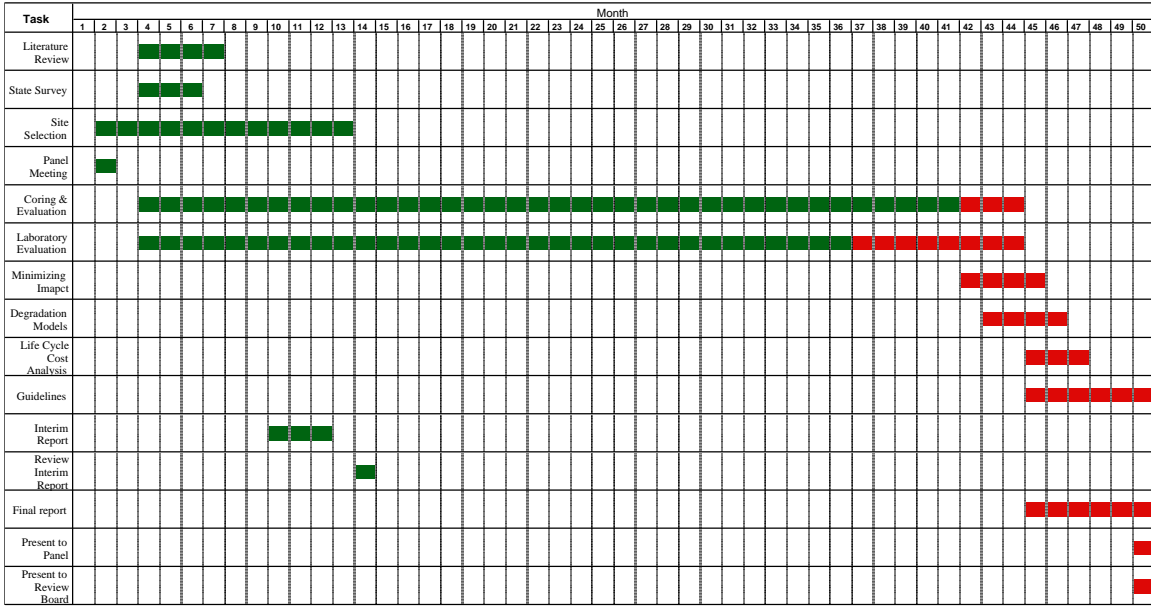 Task
Month
1 2 3 4 5 6 7 8 9 10 11 12 13 14 15 16 17 18 19 20 21 22 23 24 25 26 27 28 29 30 31 32 33 34 35 36 37 38 39 40 41 42 43 44 45 46 47 48 49 50
Literature
Review
State Survey
Site
Selection
Panel
Meeting
Coring &
Evaluation
Laboratory
Evaluation
Minimizing
Imapct
Degradation
Models
Life Cycle
Cost
Analysis
Guidelines
Interim
Report
Review
Interim
Report
Final report
Present to
Panel
Present to
Review
Board